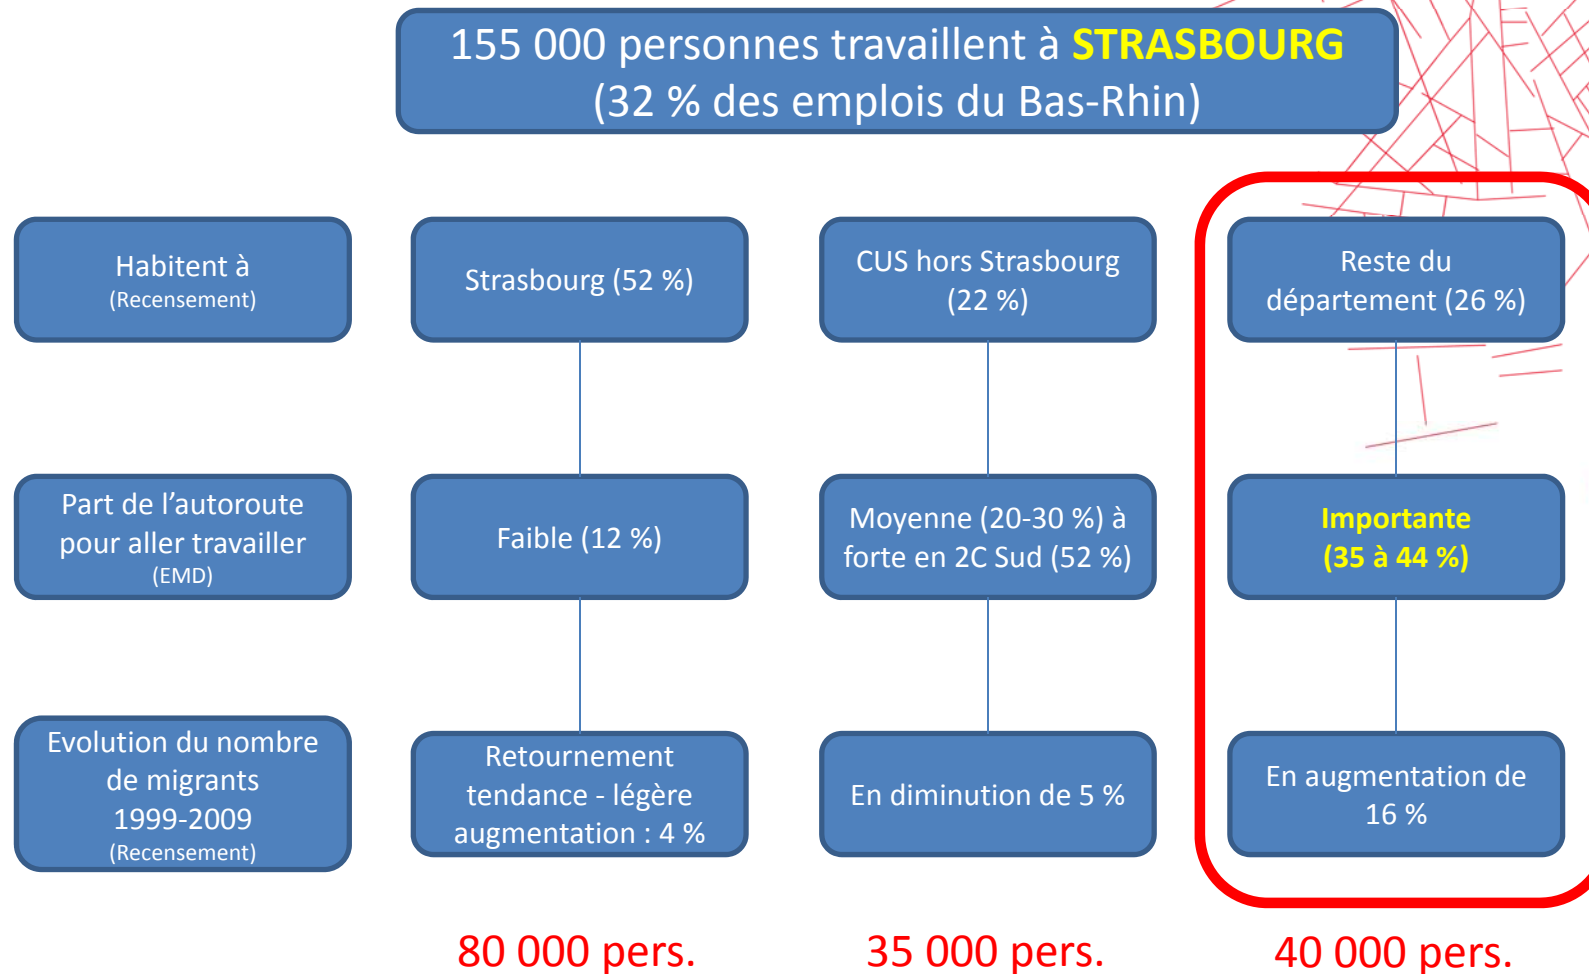 155 000 personnes travaillent à STRASBOURG
(32 % des emplois du Bas-Rhin)
Habitent à
(Recensement)
Strasbourg (52 %)
CUS hors Strasbourg
(22 %)
Reste du
département (26 %)
Part de l’autoroute
pour aller travailler
(EMD)
Faible (12 %)
Moyenne (20-30 %) à
forte en 2C Sud (52 %)
Importante
(35 à 44 %)
Evolution du nombre
de migrants
1999-2009
(Recensement)
Retournement
tendance - légère
augmentation : 4 %
En diminution de 5 %
En augmentation de
16 %
80 000 pers.
35 000 pers.
40 000 pers.